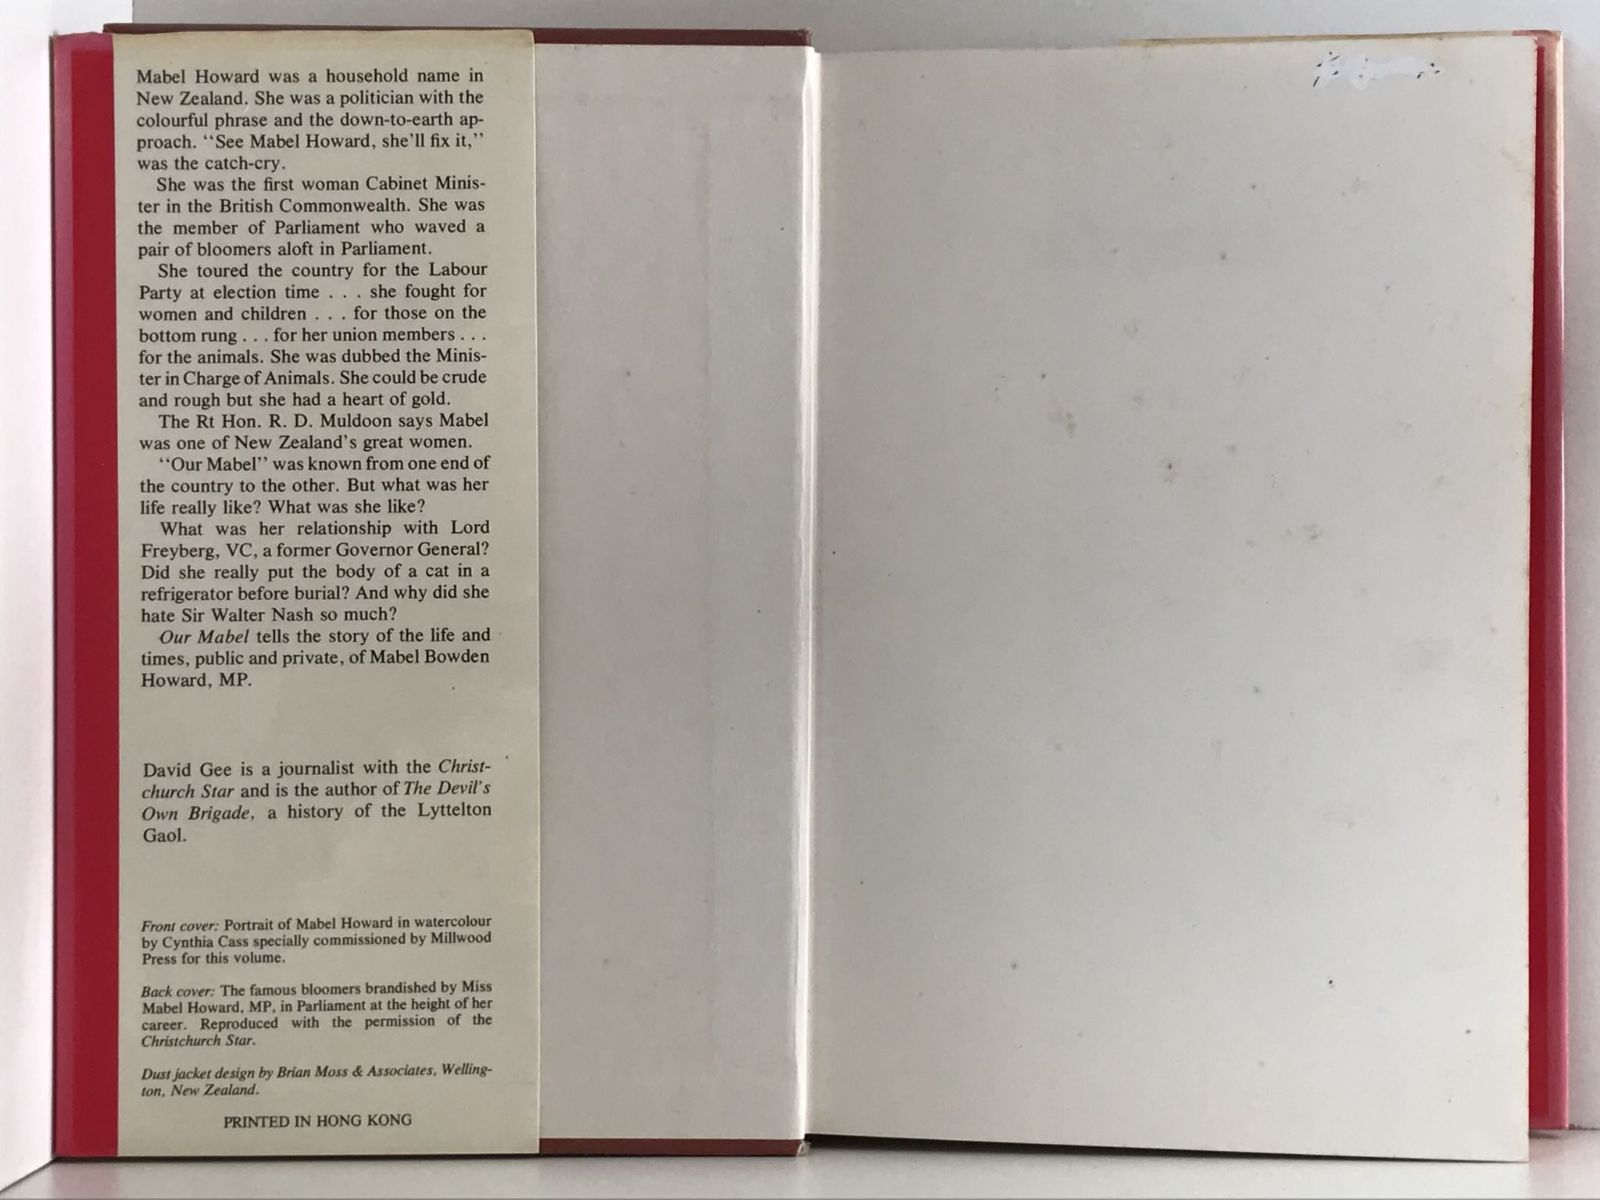 Mabel Howard was a household name in
New Zealand. She was a politician with the
colourful phrase and the down-to-earth ap-
proach. “See Mabel Howard, she’ll fix it,”
was the catch-cry.
She was the first woman Cabinet Minis-
ter in the British Commonwealth. She was
the member of Parliament who waved a
pair of bloomers aloft in Parliament.
She toured the country for the Labour
Party at election time . . . she fought for
women and children . . . for those on the
bottom rung . . . for her union members . . .
for the animals. She was dubbed the Minis-
ter in Charge of Animals. She could be crude
and rough but she had a heart of gold.
The Rt Hon. R. D. Muldoon says Mabel
was one of New Zealand’s great women.
“Our Mabel” was known from one end of
the country to the other. But what was her
life really like? What was she like?
What was her relationship with Lord
Freyberg, VC, a former Governor General?
Did she really put the body of a cat in a
refrigerator before burial? And why did she
hate Sir Walter Nash so much?
Our Mabel tells the story of the life and
times, public and private, of Mabel Bowden
Howard, MP.
David Gee is a journalist with the Christ-
church Star and is the author of The Devil’s
Own Brigade, a history of the Lyttelton
Gaol.
Front cover: Portrait of Mabel Howard in watercolour
by Cynthia Cass specially commissioned by Millwood
Press for this volume.
Back cover: The famous bloomers brandished by Miss
Mabel Howard, MP, in Parliament at the height of her
career. Reproduced with the permission of the
Christchurch Star.
Dust jacket design by Brian Moss & Associates, Welling-
ton, New Zealand.
PRINTED IN HONG KONG